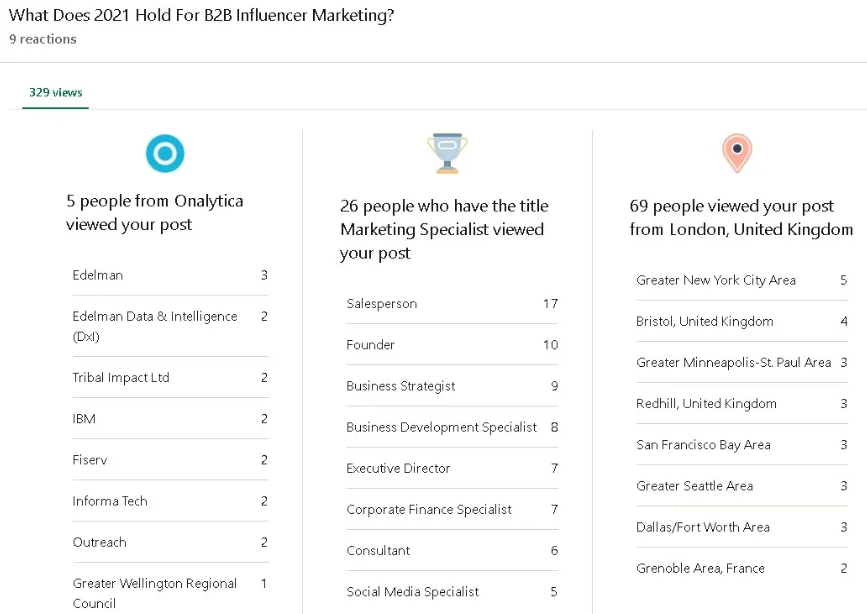 What Does 2021 Hold For B2B Influencer Marketing?
9 reactions
329 views
5 people from Onalytica
viewed your post
Edelman 3
Edelman Data & Intelligence 2
(DxI)
Tribal Impact Ltd 2
IBM 2
Fiserv 2
Informa Tech 2
Outreach 2
Greater Wellington Regional 1
Council
26 people who have the title
Marketing Specialist viewed
your post
Salesperson 17
Founder 10
Business Strategist 9
Business Development Specialist 8
Executive Director 7
Corporate Finance Specialist 7
Consultant 6
Social Media Specialist 5
69 people viewed your post
from London, United Kingdom
Greater New York City Area 5
Bristol, United Kingdom 4
Greater Minneapolis-St. Paul Area 3
Redhill, United Kingdom 3
San Francisco Bay Area 3
Greater Seattle Area 3
Dallas/Fort Worth Area 3
Grenoble Area, France 2